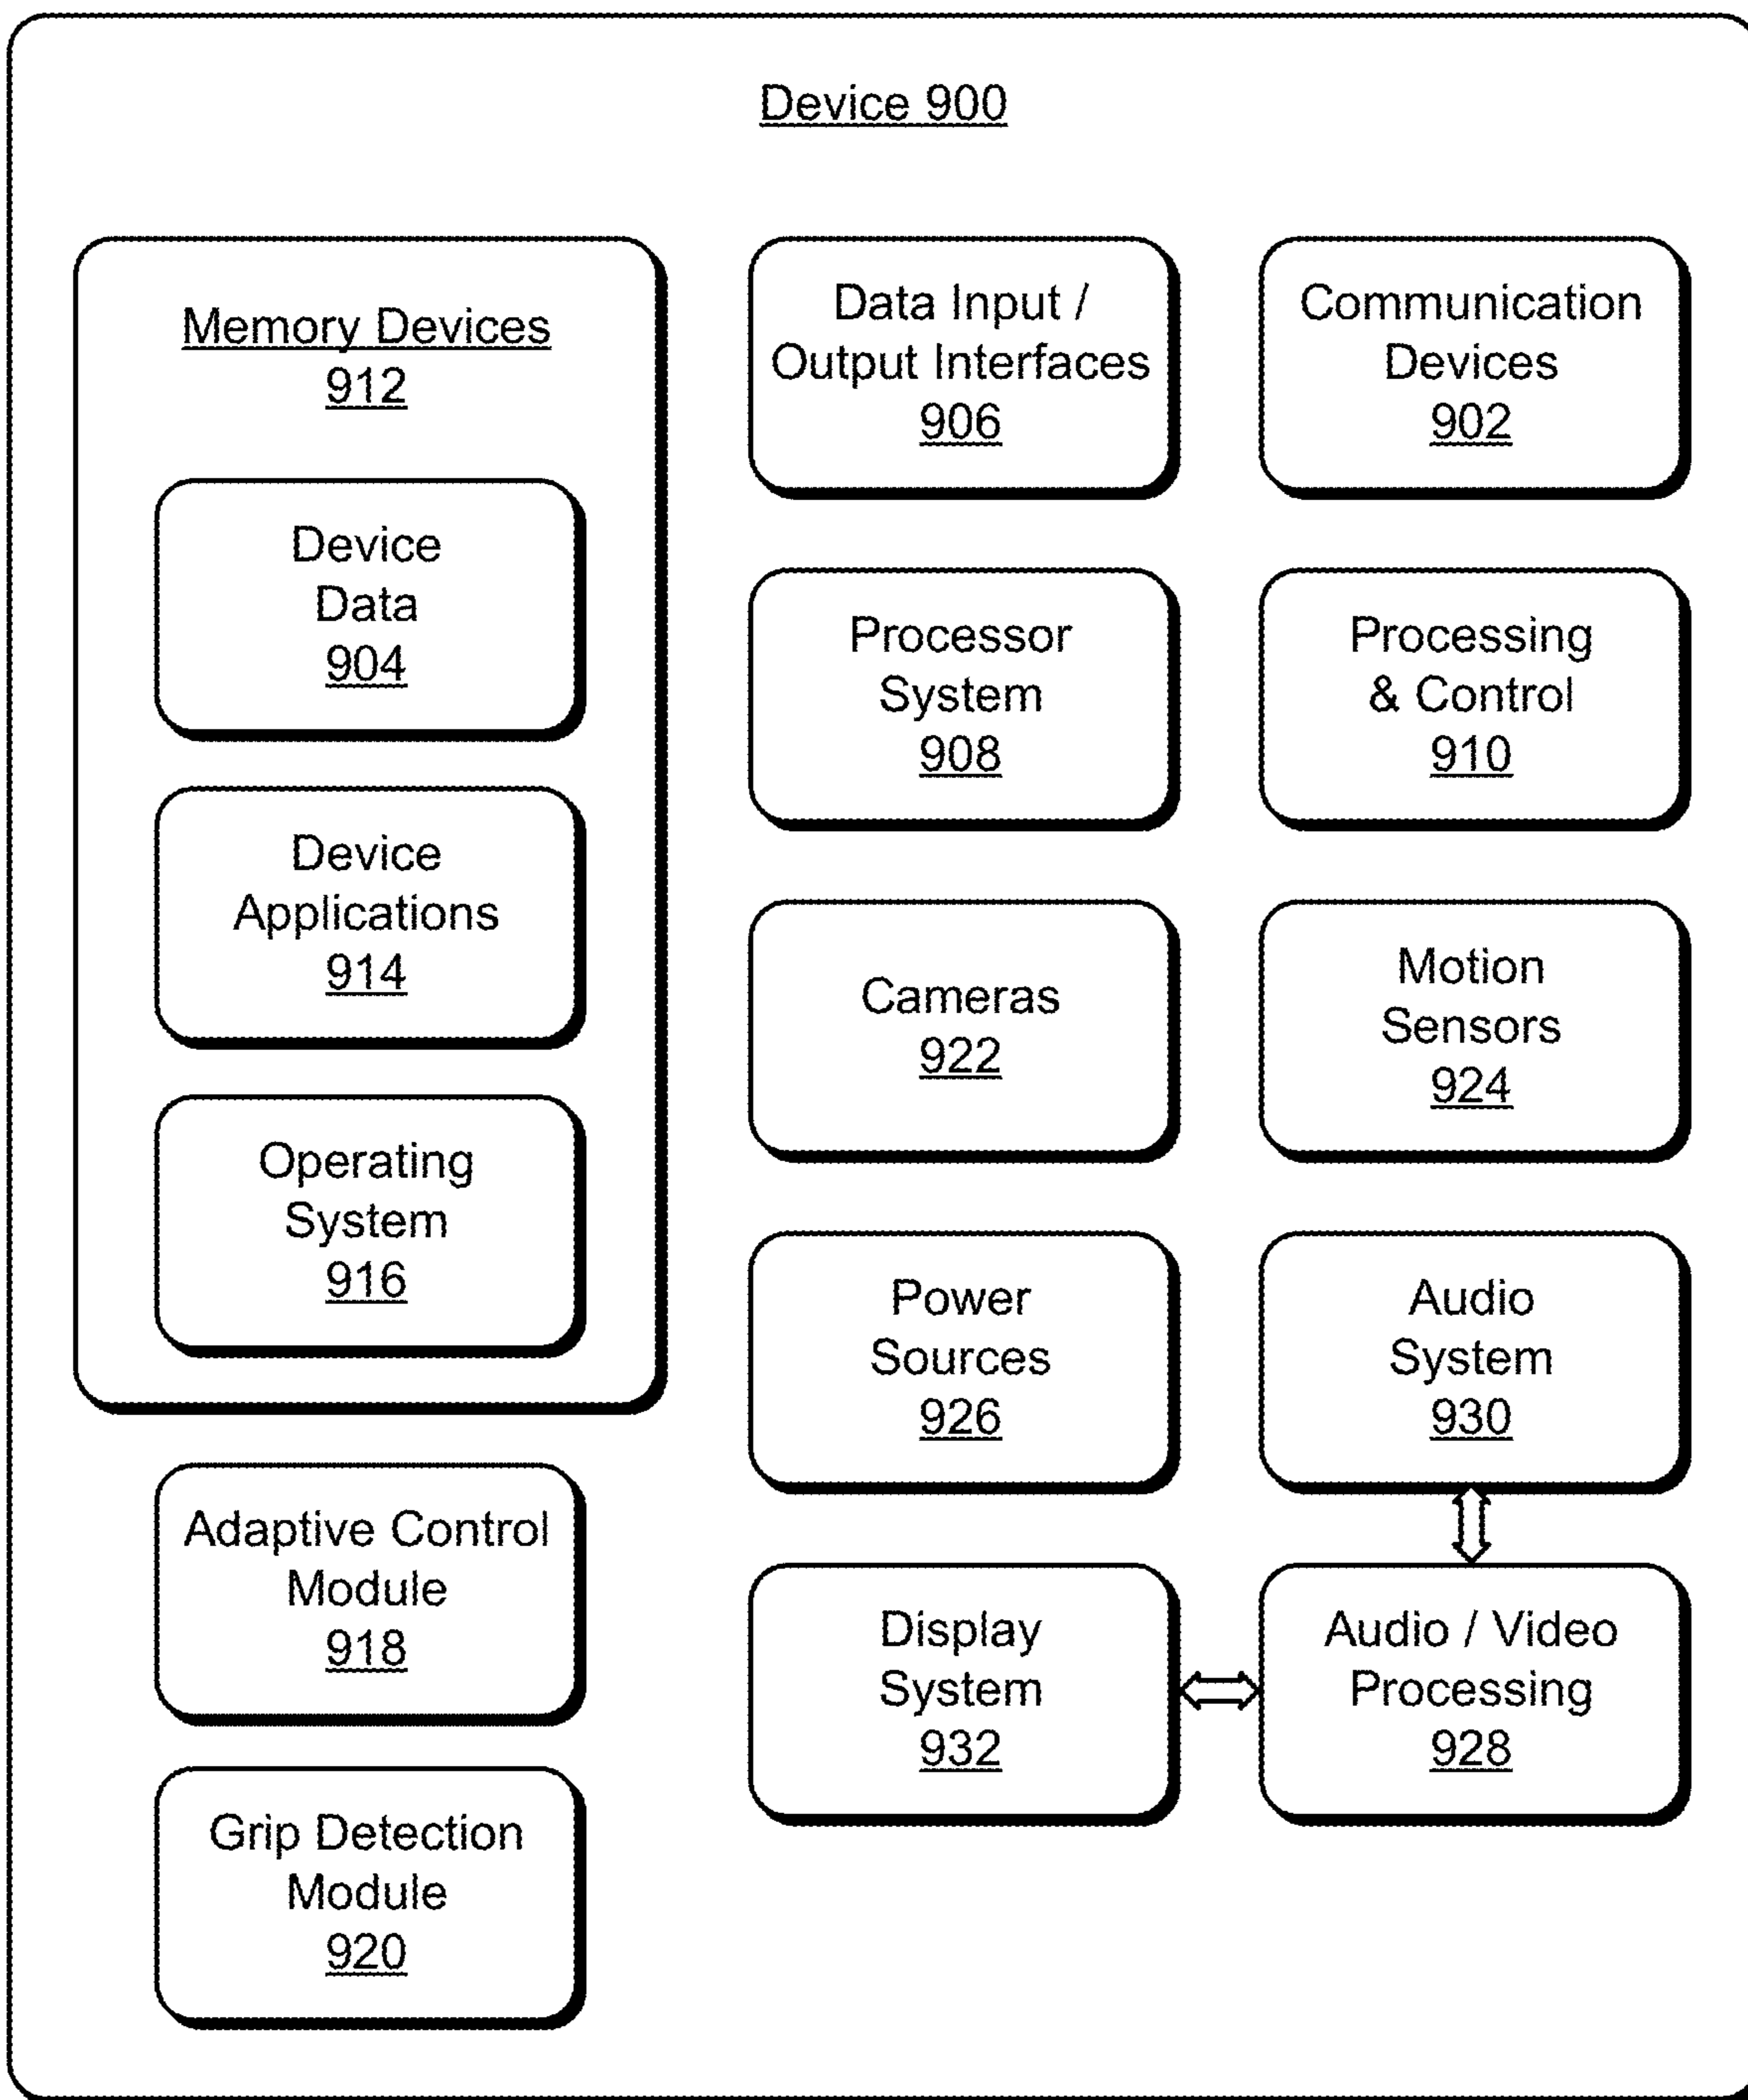 Device 900
Memory Devices
912
Device
Data
904
Device
Applications
914
Operating
System
916
Adaptive Control
Module
918
Grip Detection
Module
920
Data Input /
Output Interfaces
906
Communication
Devices
902
Processor
System
908
Processing
& Control
910
Cameras
922
Motion
Sensors
924
Power
Sources
926
Audio
System
930
Display
System
932
Audio / Video
Processing
928